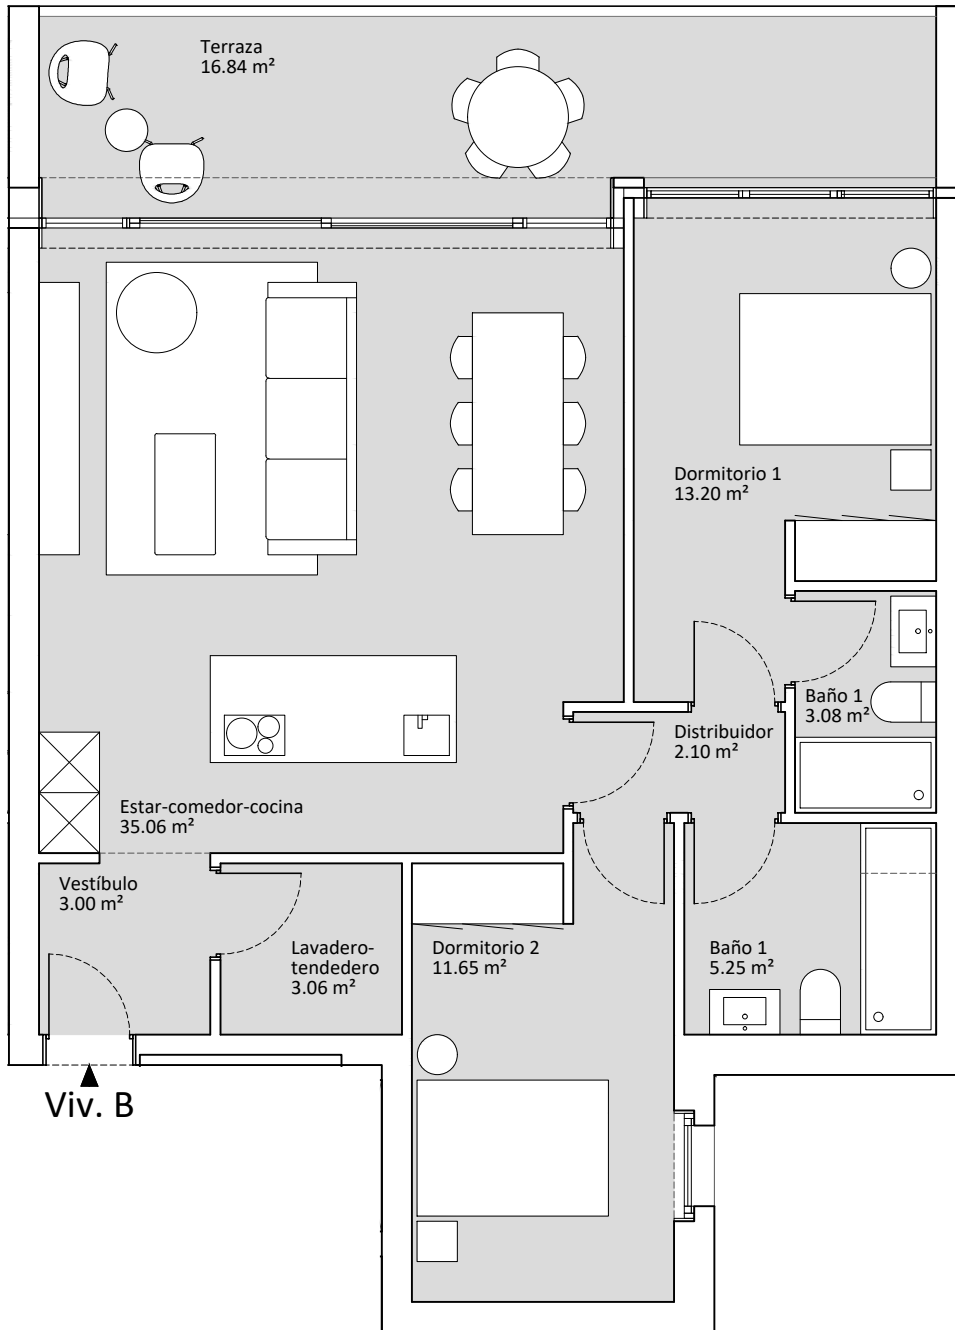 Terraza
16.84 m²
Dormitorio 1
13.20 m²
Baño 1
3.08 m²
Distribuidor
2.10 m²
Estar-comedor-cocina
35.06 m²
Vestíbulo
3.00 m²
Lavadero-
tendedero
3.06 m²
Dormitorio 2
11.65 m²
Baño 1
5.25 m²
Viv. B